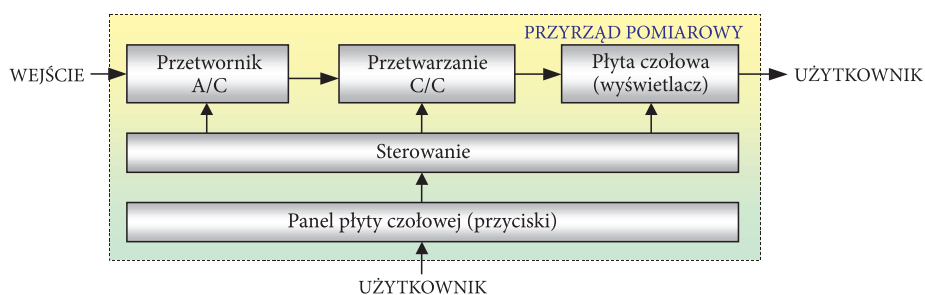 PRZYRZĄD POMIAROWY
WEJŚCIE
Przetwornik
A/C
Przetwarzanie
C/C
Płyta czołowa
(wyświetlacz)
UŻYTKOWNIK
Sterowanie
Panel płyty czołowej (przyciski)
UŻYTKOWNIK